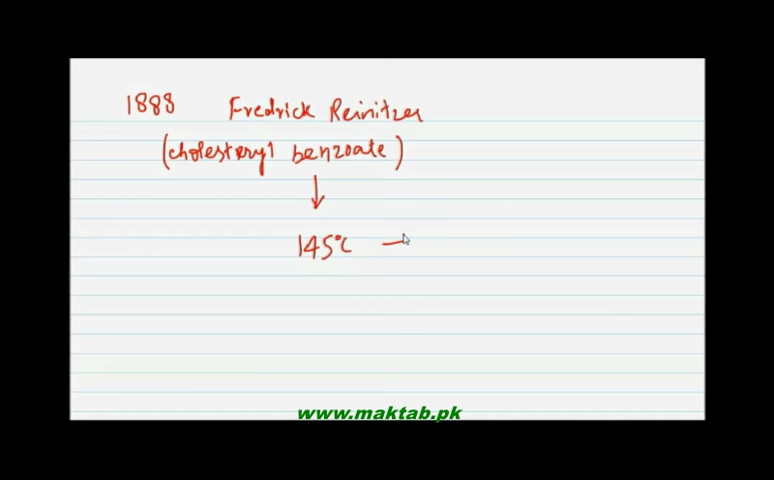 1888 Fredrick Reinitzer
(cholesteryl benzoate)
145°C
www.maktab.pk